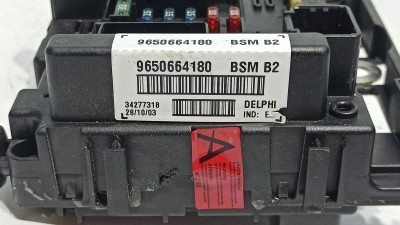 9650664180 BSM B2
9650664180 BSM B2
34277318 DELPHI
28/10/03 IND: E
A